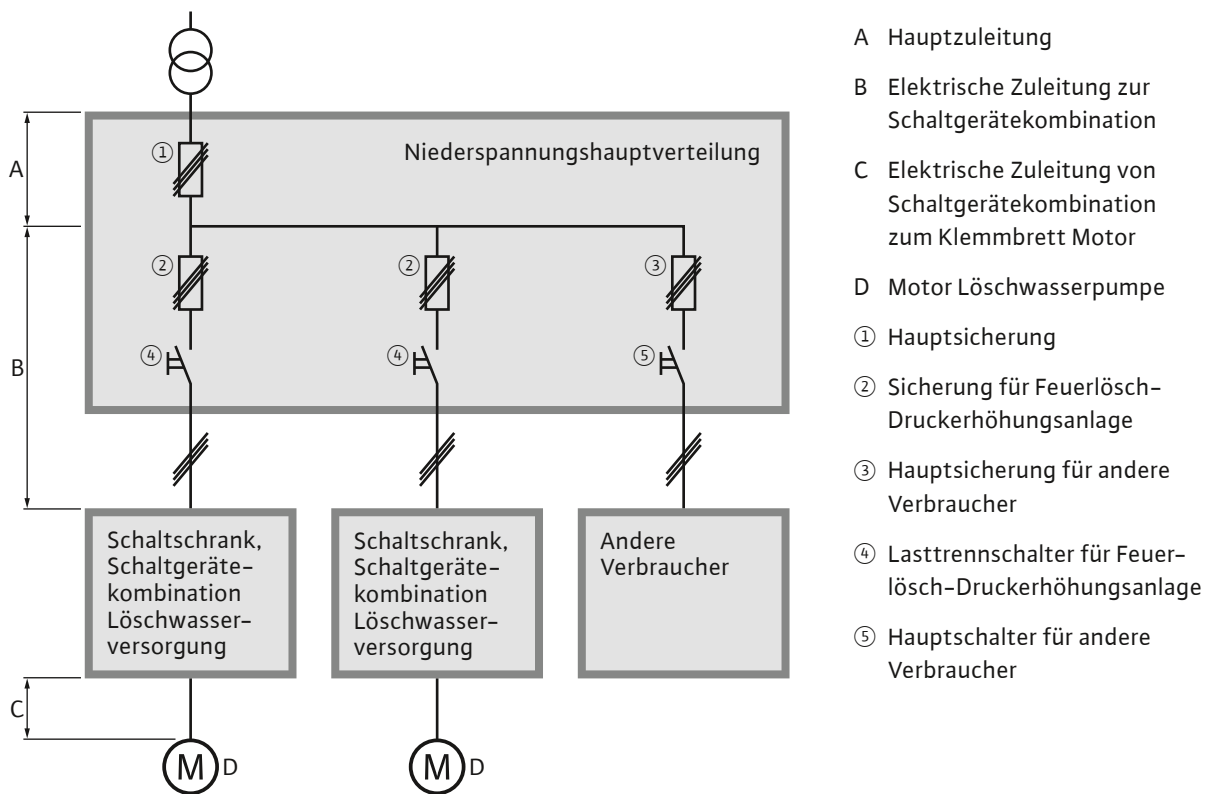 A
B
C
Niederspannungshauptverteilung
①
②
②
③
④
④
⑤
Schaltschrank,
Schaltgeräte-
kombination
Löschwasser-
versorgung
Schaltschrank,
Schaltgeräte-
kombination
Löschwasser-
versorgung
Andere
Verbraucher
M D
M D
A Hauptzuleitung
B Elektrische Zuleitung zur
Schaltgerätekombination
C Elektrische Zuleitung von
Schaltgerätekombination
zum Klemmbrett Motor
D Motor Löschwasserpumpe
① Hauptsicherung
② Sicherung für Feuerlösch-
Druckerhöhungsanlage
③ Hauptsicherung für andere
Verbraucher
④ Lasttrennschalter für Feuer-
lösch-Druckerhöhungsanlage
⑤ Hauptschalter für andere
Verbraucher